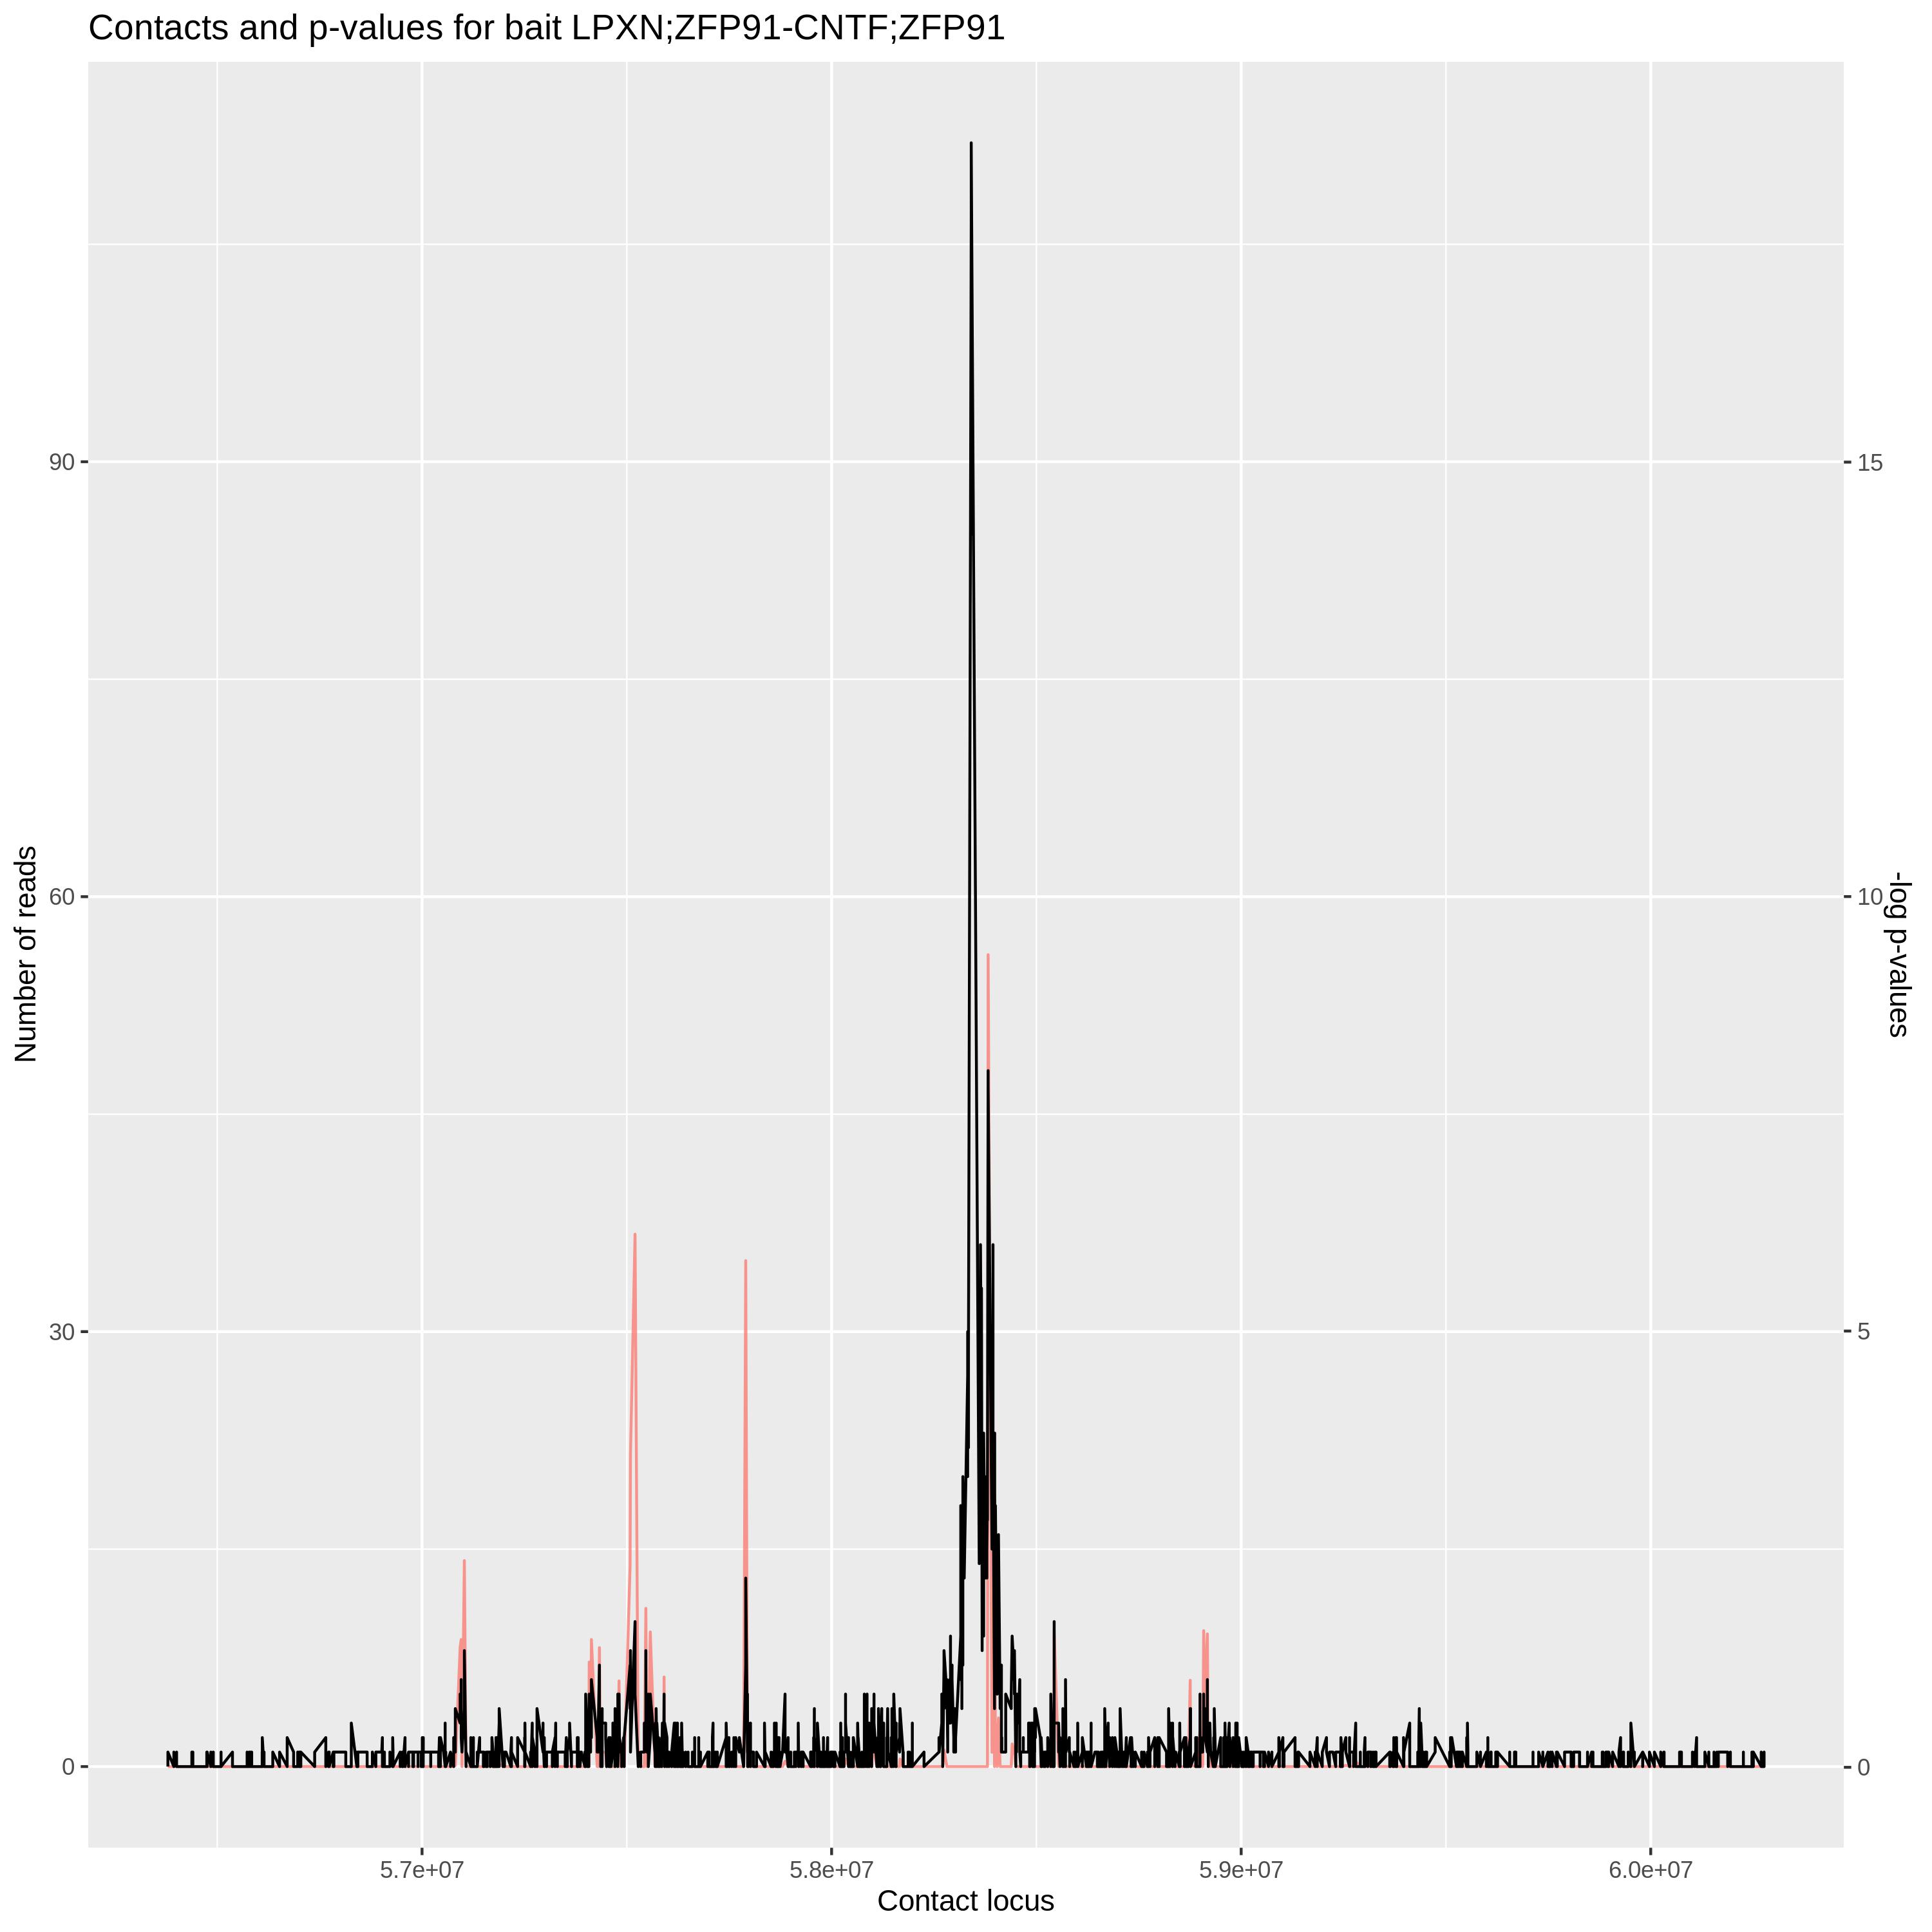 Contacts and p-values for bait LPXN;ZFP91-CNTF;ZFP91
Number of reads
90
60
30
0
15
10
5
0
-log p-values
5.7e+07 5.8e+07 5.9e+07 6.0e+07
Contact locus